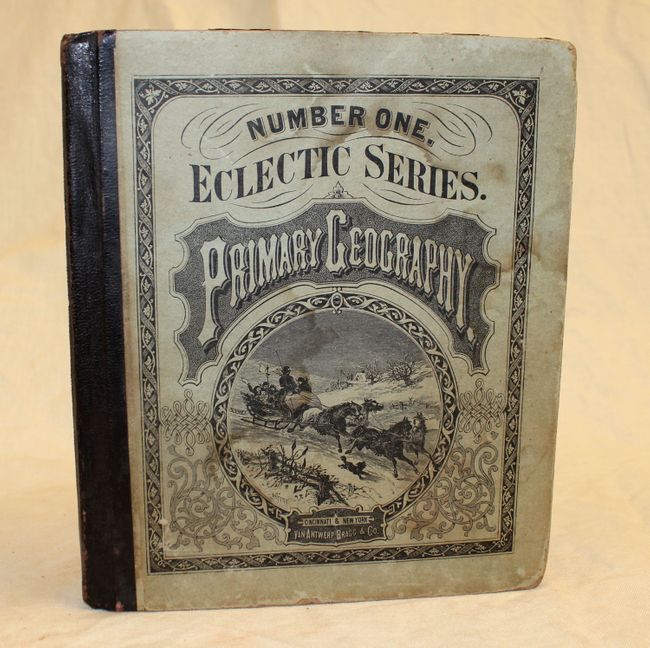 NUMBER ONE.
ECLECTIC SERIES.
PRIMARY GEOGRAPHY.
CINCINNATI & NEW YORK
VAN ANTWERP BRAGG & CO.